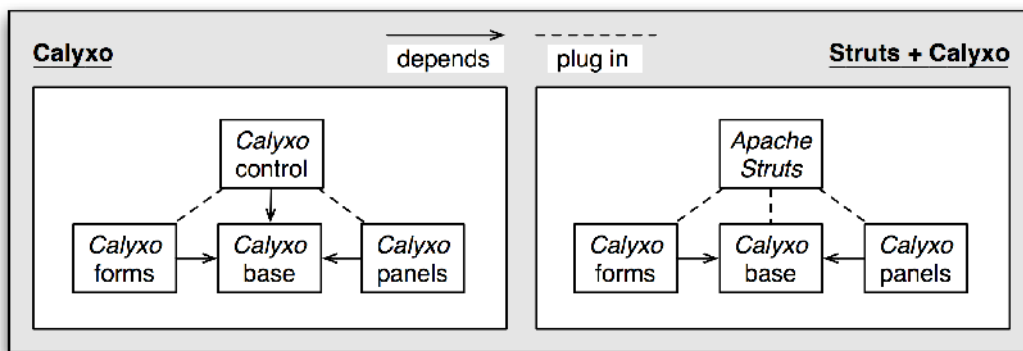 Calyxo
depends
plug in
Struts + Calyxo
Calyxo
control
Calyxo
forms
Calyxo
base
Calyxo
panels
Apache
Struts
Calyxo
forms
Calyxo
base
Calyxo
panels